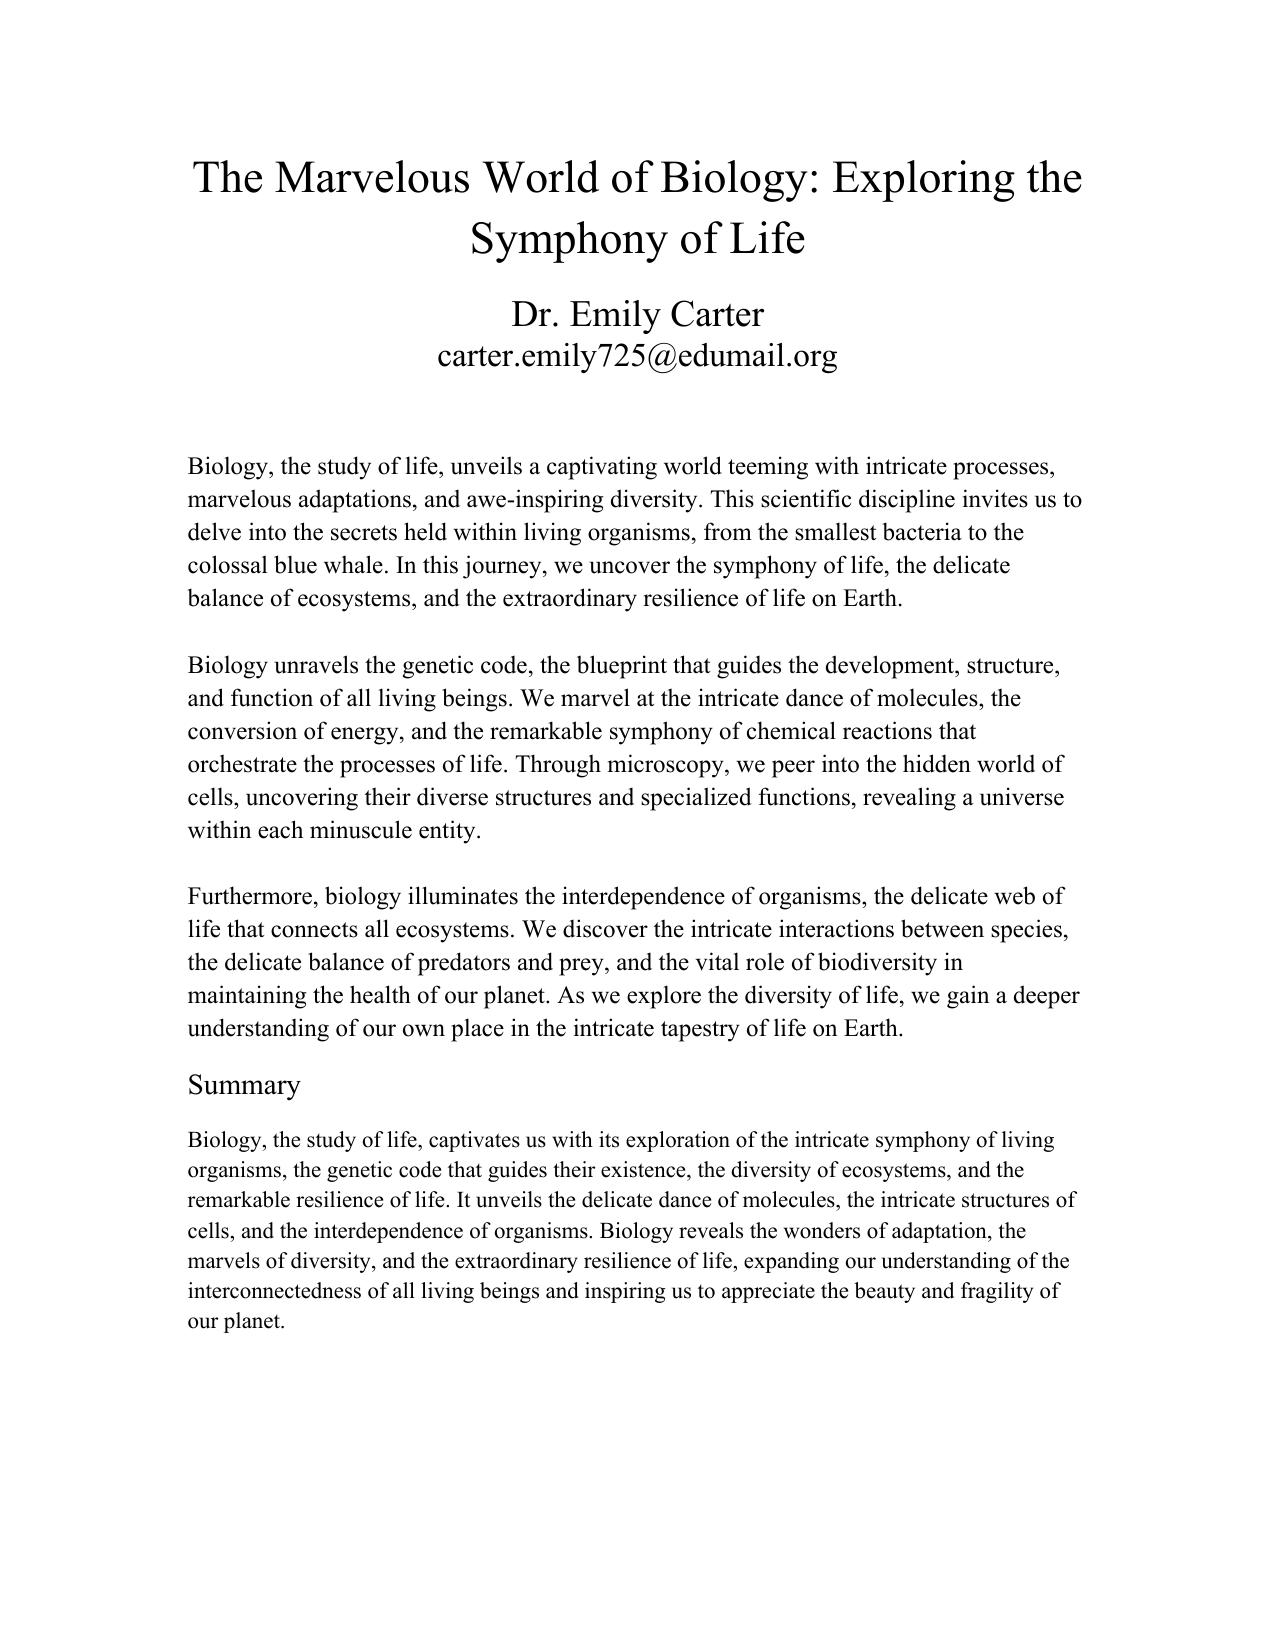 The Marvelous World of Biology: Exploring the
Symphony of Life
Dr. Emily Carter
carter.emily725@edumail.org
Biology, the study of life, unveils a captivating world teeming with intricate processes,
marvelous adaptations, and awe-inspiring diversity. This scientific discipline invites us to
delve into the secrets held within living organisms, from the smallest bacteria to the
colossal blue whale. In this journey, we uncover the symphony of life, the delicate
balance of ecosystems, and the extraordinary resilience of life on Earth.
Biology unravels the genetic code, the blueprint that guides the development, structure,
and function of all living beings. We marvel at the intricate dance of molecules, the
conversion of energy, and the remarkable symphony of chemical reactions that
orchestrate the processes of life. Through microscopy, we peer into the hidden world of
cells, uncovering their diverse structures and specialized functions, revealing a universe
within each minuscule entity.
Furthermore, biology illuminates the interdependence of organisms, the delicate web of
life that connects all ecosystems. We discover the intricate interactions between species,
the delicate balance of predators and prey, and the vital role of biodiversity in
maintaining the health of our planet. As we explore the diversity of life, we gain a deeper
understanding of our own place in the intricate tapestry of life on Earth.
Summary
Biology, the study of life, captivates us with its exploration of the intricate symphony of living
organisms, the genetic code that guides their existence, the diversity of ecosystems, and the
remarkable resilience of life. It unveils the delicate dance of molecules, the intricate structures of
cells, and the interdependence of organisms. Biology reveals the wonders of adaptation, the
marvels of diversity, and the extraordinary resilience of life, expanding our understanding of the
interconnectedness of all living beings and inspiring us to appreciate the beauty and fragility of
our planet.